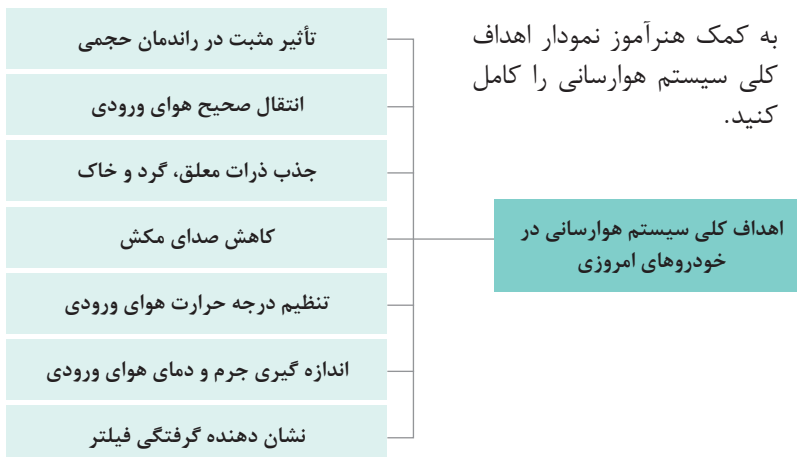 به کمک هنرآموز نمودار اهداف
کلی سیستم هوارسانی را کامل
کنید.
اهداف کلی سیستم هوارسانی در
خودروهای امروزی
تأثیر مثبت در راندمان حجمی
انتقال صحیح هوای ورودی
جذب ذرات معلق، گرد و خاک
کاهش صدای مکش
تنظیم درجه حرارت هوای ورودی
اندازه گیری جرم و دمای هوای ورودی
نشان دهنده گرفتگی فیلتر